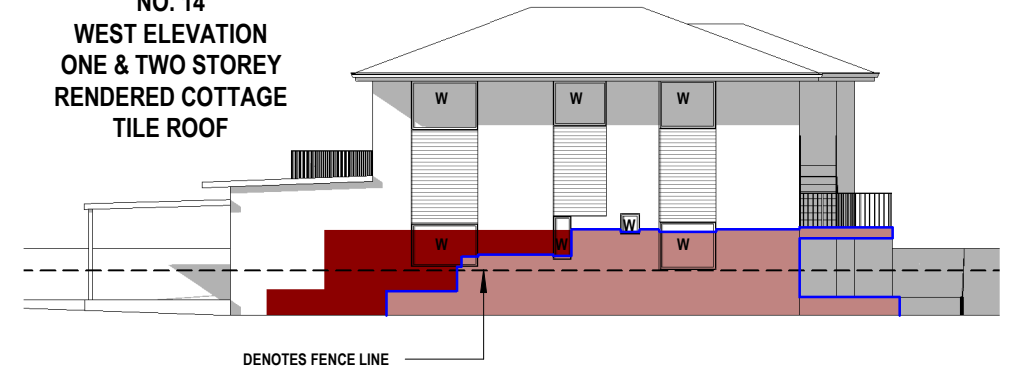 NO. 14
WEST ELEVATION
ONE & TWO STOREY
RENDERED COTTAGE
TILE ROOF
W W W
W
W W W
DENOTES FENCE LINE